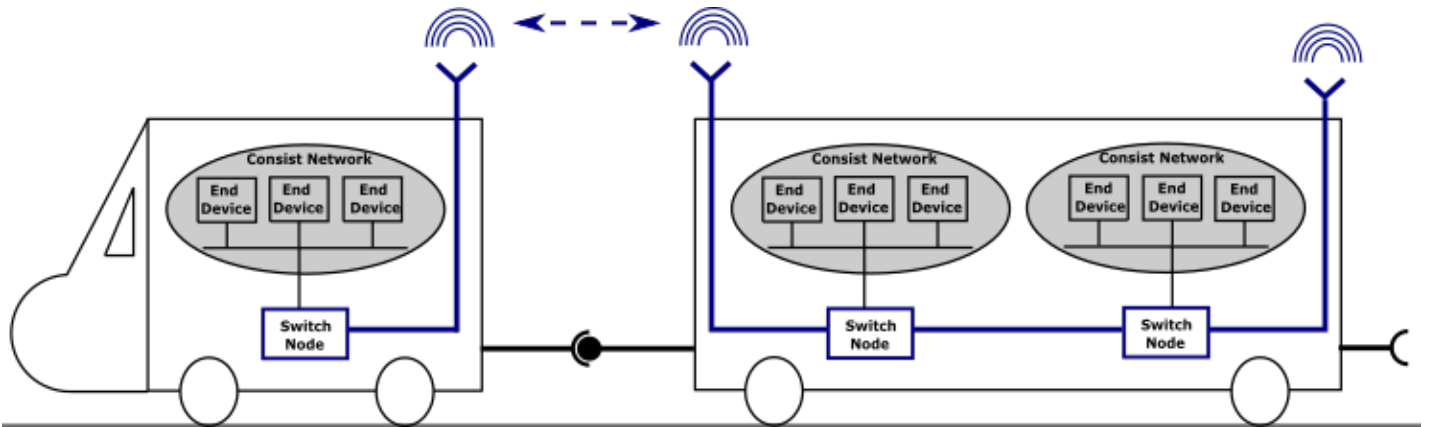 Consist Network
End
Device
End
Device
End
Device
Switch
Node
Consist Network
End
Device
End
Device
End
Device
Switch
Node
Consist Network
End
Device
End
Device
End
Device
Switch
Node